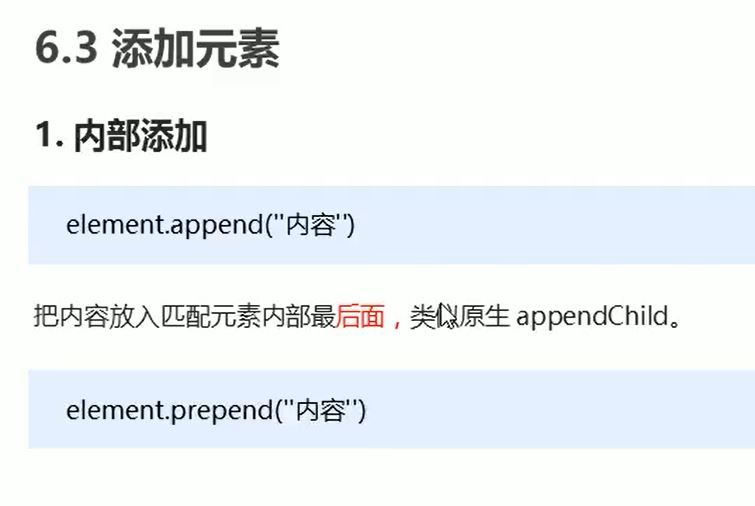 6.3 添加元素
1. 内部添加
element.append(''内容'')
把内容放入匹配元素内部最后面，类似原生 appendChild。
element.prepend(''内容'')